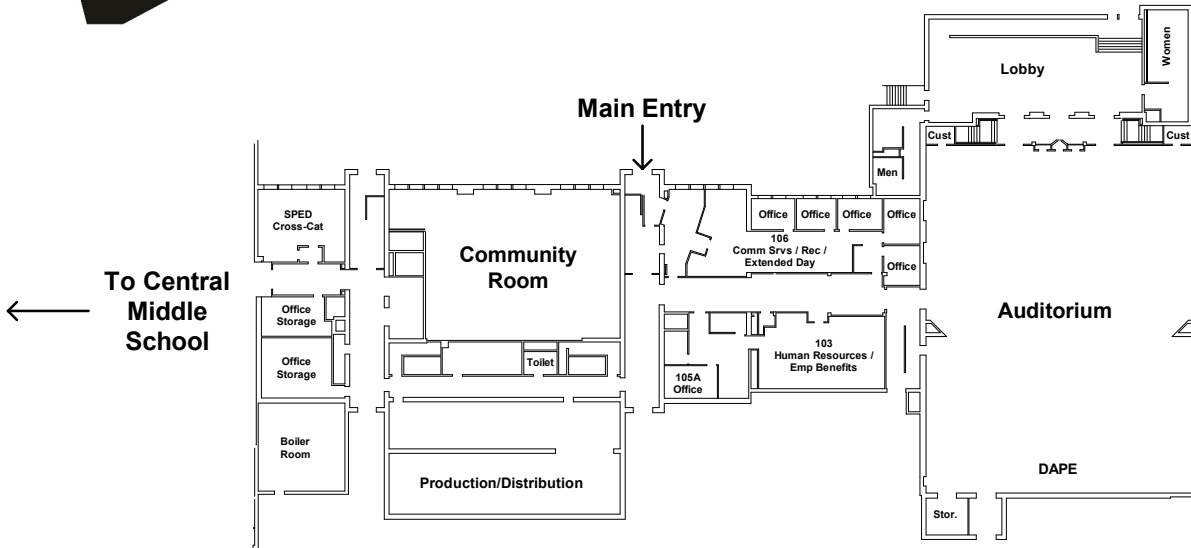 Women
Lobby
Main Entry
Cust
Cust
Men
SPED
Cross-Cat
Office
Office
Office
Office
106
Comm Srvs / Rec /
Extended Day
Office
Community
Room
To Central
Middle
School
Office
Storage
Auditorium
103
Human Resources /
Emp Benefits
Office
Storage
Toilet
105A
Office
Boiler
Room
Production/Distribution
DAPE
Stor.